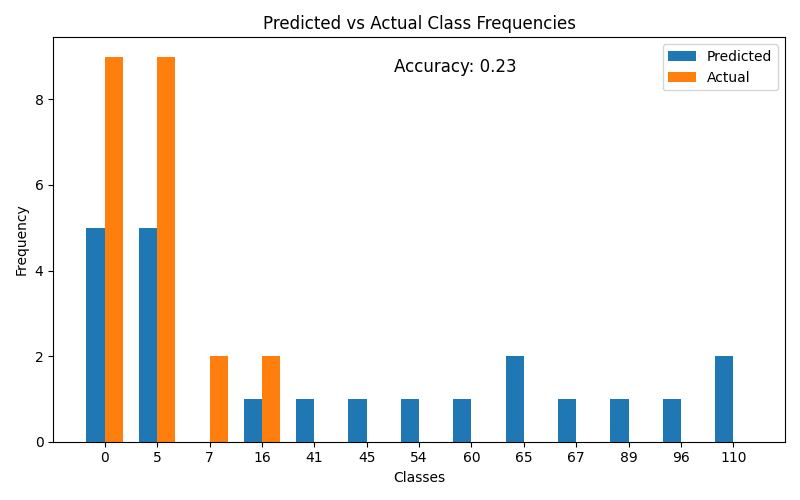 Predicted vs Actual Class Frequencies
Accuracy: 0.23
Predicted
Actual
Frequency
8
6
4
2
0
0 5 7 16 41 45 54 60 65 67 89 96 110
Classes